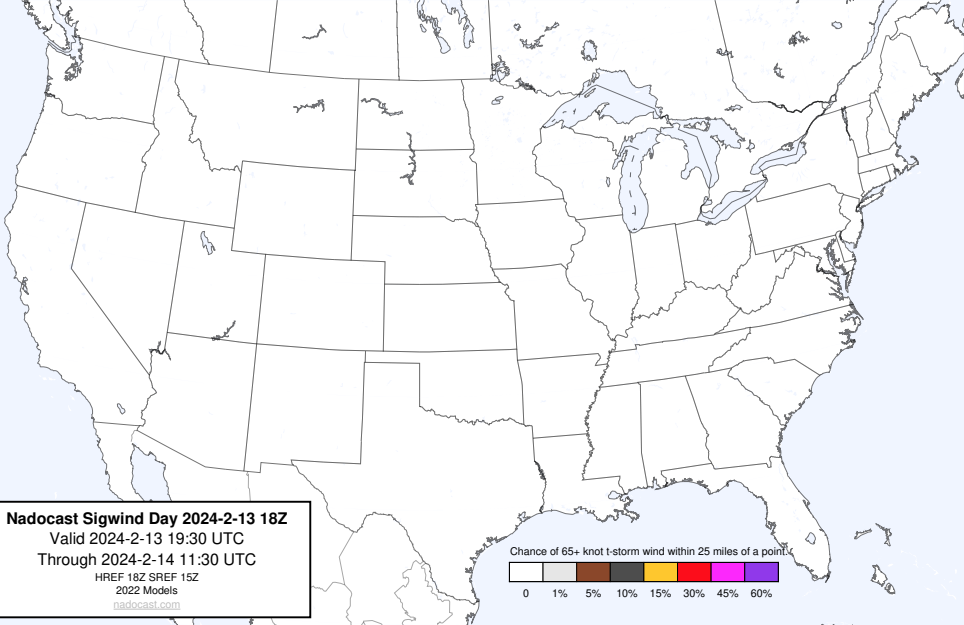 Nadocast Sigwind Day 2024-2-13 18Z
Valid 2024-2-13 19:30 UTC
Through 2024-2-14 11:30 UTC
HREF 18Z SREF 15Z
2022 Models
nadocast.com
Chance of 65+ knot t-storm wind within 25 miles of a point.
0 1% 5% 10% 15% 30% 45% 60%